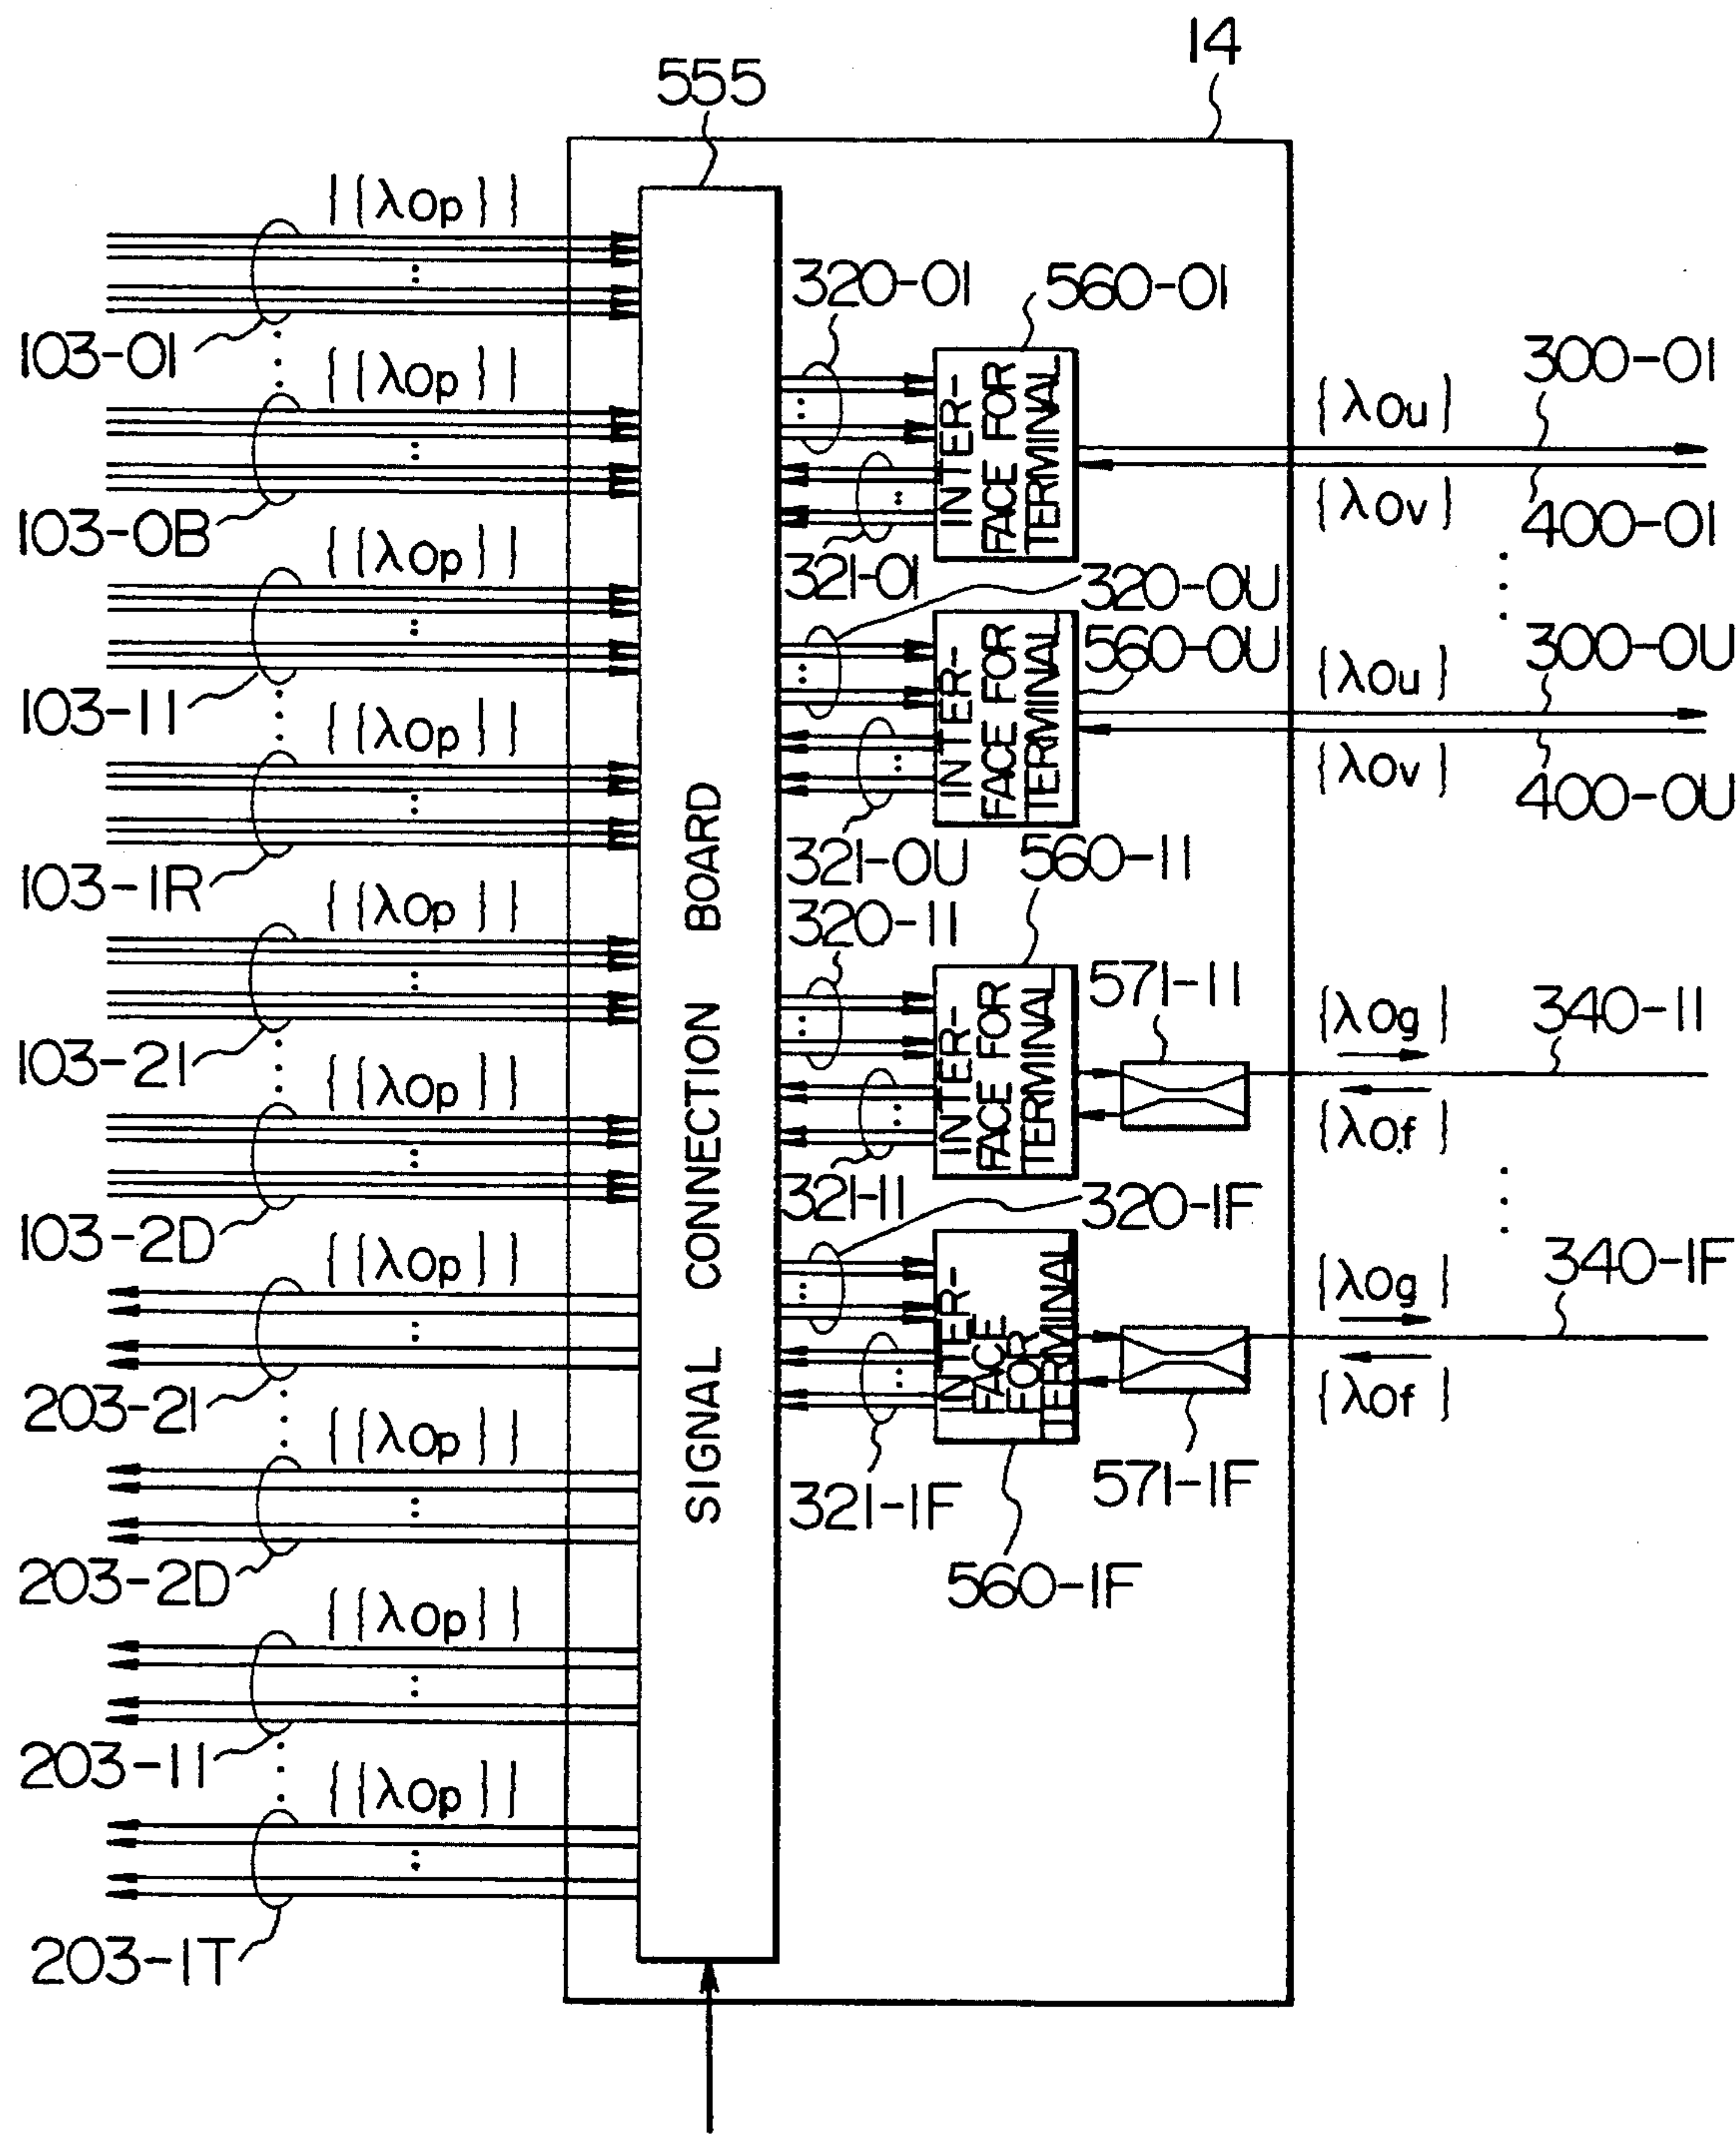 14
555
{{λ0p}}
103-01
{{λ0p}}
103-0B
{{λ0p}}
103-11
{{λ0p}}
103-1R
{{λ0p}}
103-21
{{λ0p}}
103-2D
{{λ0p}}
203-21
{{λ0p}}
203-2D
{{λ0p}}
203-11
{{λ0p}}
203-1T
SIGNAL CONNECTION BOARD
320-01
560-01
INTER-
FACE FOR
TERMINAL
321-01
{λ0u}
300-01
{λ0v}
400-01
320-0U
560-0U
INTER-
FACE FOR
TERMINAL
321-0U
{λ0u}
300-0U
{λ0v}
400-0U
560-11
320-11
INTER-
FACE FOR
TERMINAL
321-11
571-11
{λ0g}
340-11
{λ0f}
320-1F
INTER-
FACE
FOR
TERMINAL
321-1F
560-1F
571-1F
{λ0g}
340-1F
{λ0f}